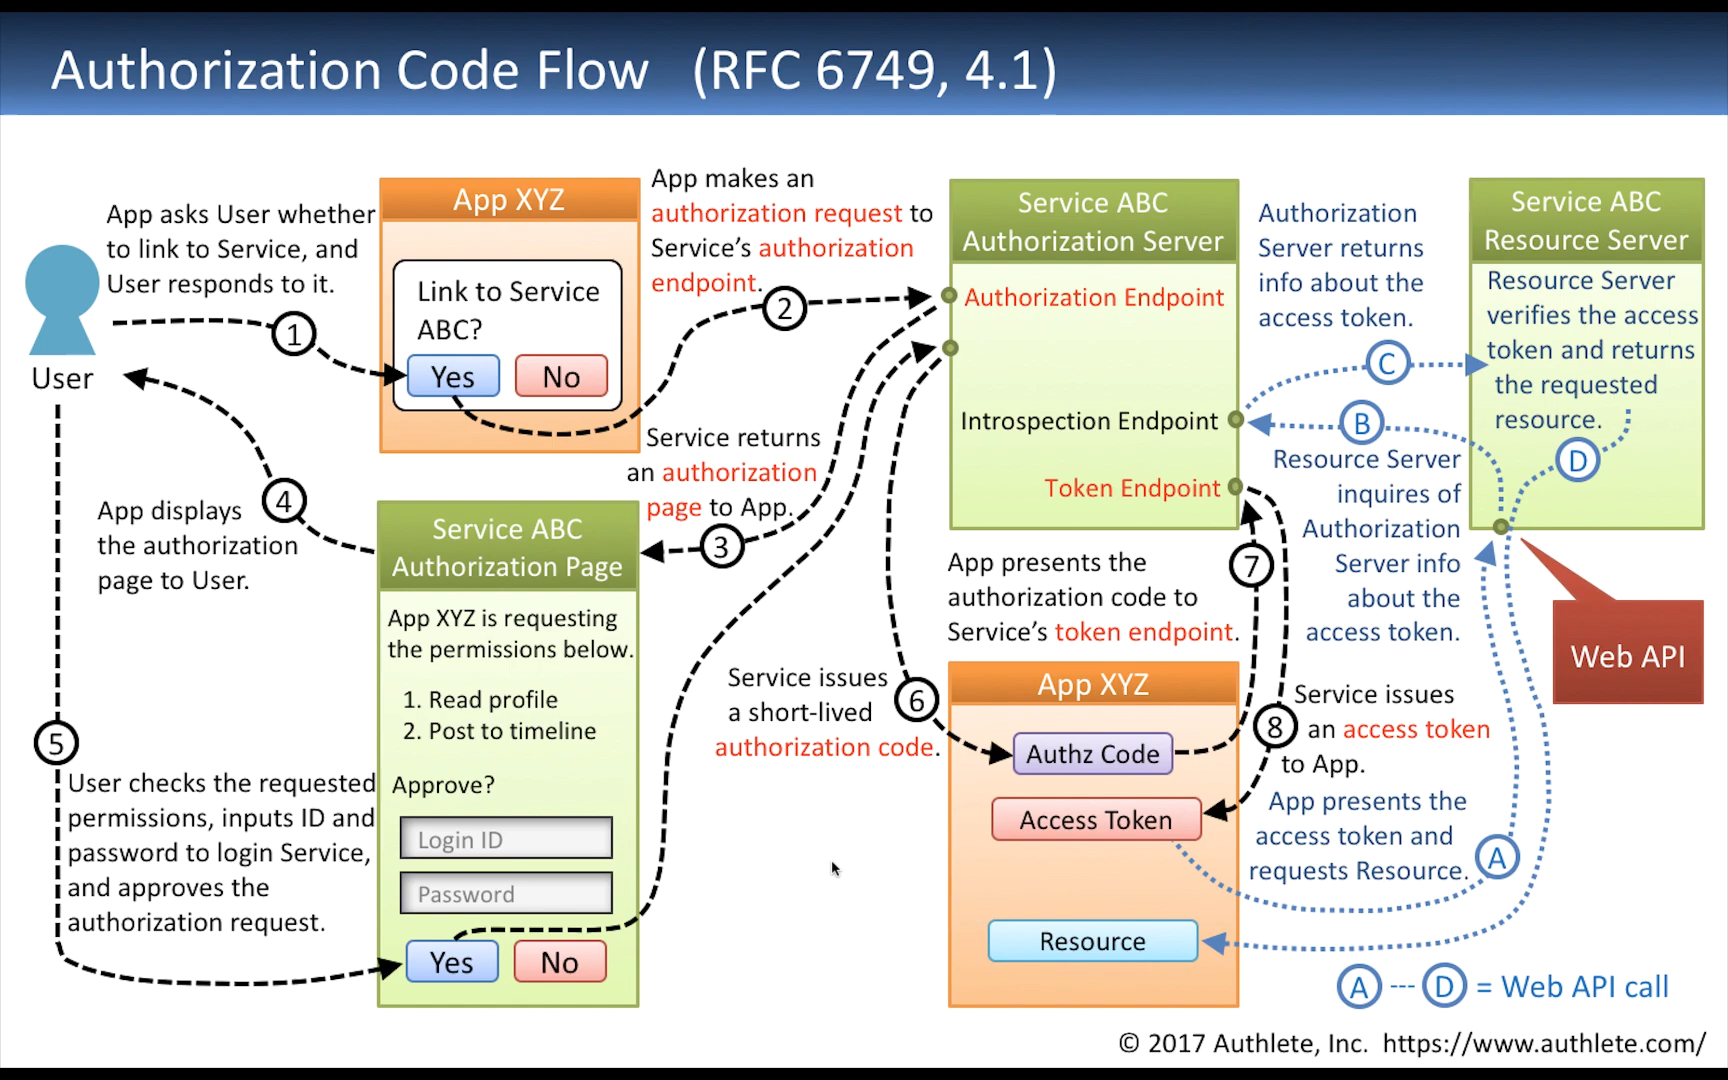 Authorization Code Flow (RFC 6749, 4.1)
App asks User whether
to link to Service, and
User responds to it.
User
1
App XYZ
Link to Service
ABC?
Yes
No
App makes an
authorization request to
Service's authorization
endpoint.
2
Service ABC
Authorization Server
Authorization Endpoint
Introspection Endpoint
Token Endpoint
Service returns
an authorization
page to App.
3
App displays
the authorization
page to User.
4
Service ABC
Authorization Page
App XYZ is requesting
the permissions below.
1. Read profile
2. Post to timeline
Approve?
Login ID
Password
Yes
No
5
User checks the requested
permissions, inputs ID and
password to login Service,
and approves the
authorization request.
Service issues
a short-lived
authorization code.
6
App presents the
authorization code to
Service's token endpoint.
7
App XYZ
Authz Code
Access Token
Resource
8
Service issues
an access token
to App.
App presents the
access token and
requests Resource.
A
Resource Server
inquires of
Authorization
Server info
about the
access token.
B
Authorization
Server returns
info about the
access token.
C
Service ABC
Resource Server
Resource Server
verifies the access
token and returns
the requested
resource.
D
Web API
A --- D = Web API call
© 2017 Authlete, Inc. https://www.authlete.com/